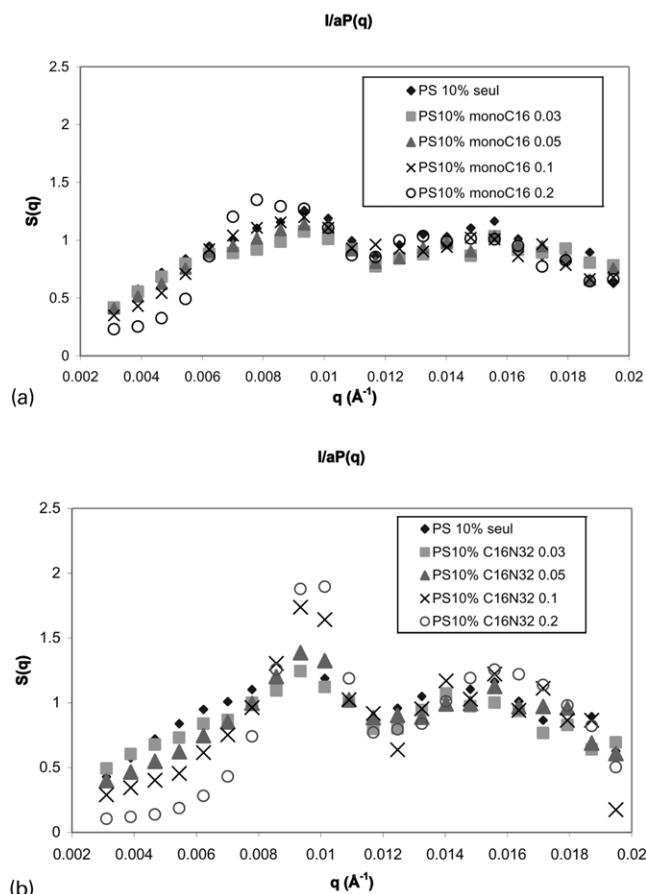 I/aP(q)
2.5
2
1.5
1
0.5
0
S(q)
PS 10% seul
PS10% monoC16 0.03
PS10% monoC16 0.05
PS10% monoC16 0.1
PS10% monoC16 0.2
0.002 0.004 0.006 0.008 0.01 0.012 0.014 0.016 0.018 0.02
q (Å-1)
(a)
I/aP(q)
2.5
2
1.5
1
0.5
0
S(q)
PS 10% seul
PS10% C16N32 0.03
PS10% C16N32 0.05
PS10% C16N32 0.1
PS10% C16N32 0.2
0.002 0.004 0.006 0.008 0.01 0.012 0.014 0.016 0.018 0.02
q (Å-1)
(b)